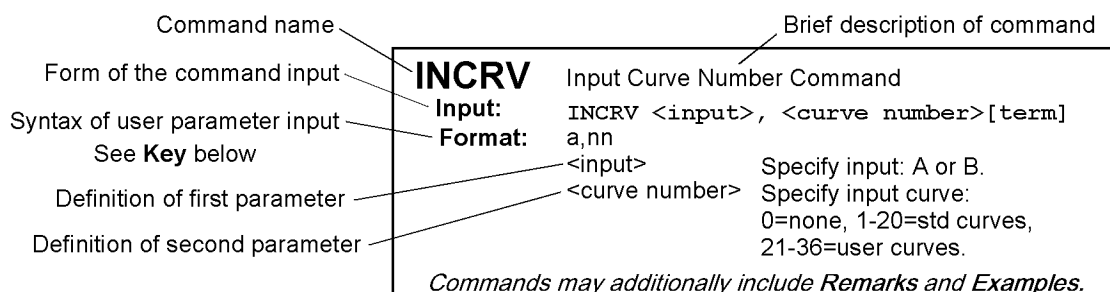 Command name
Brief description of command
Form of the command input
INCRV Input Curve Number Command
Input: INCRV <input>, <curve number>[term]
Syntax of user parameter input
Format: a,nn
See Key below
<input> Specify input: A or B.
Definition of first parameter
<curve number> Specify input curve:
0=none, 1-20=std curves,
Definition of second parameter
21-36=user curves.
Commands may additionally include Remarks and Examples.